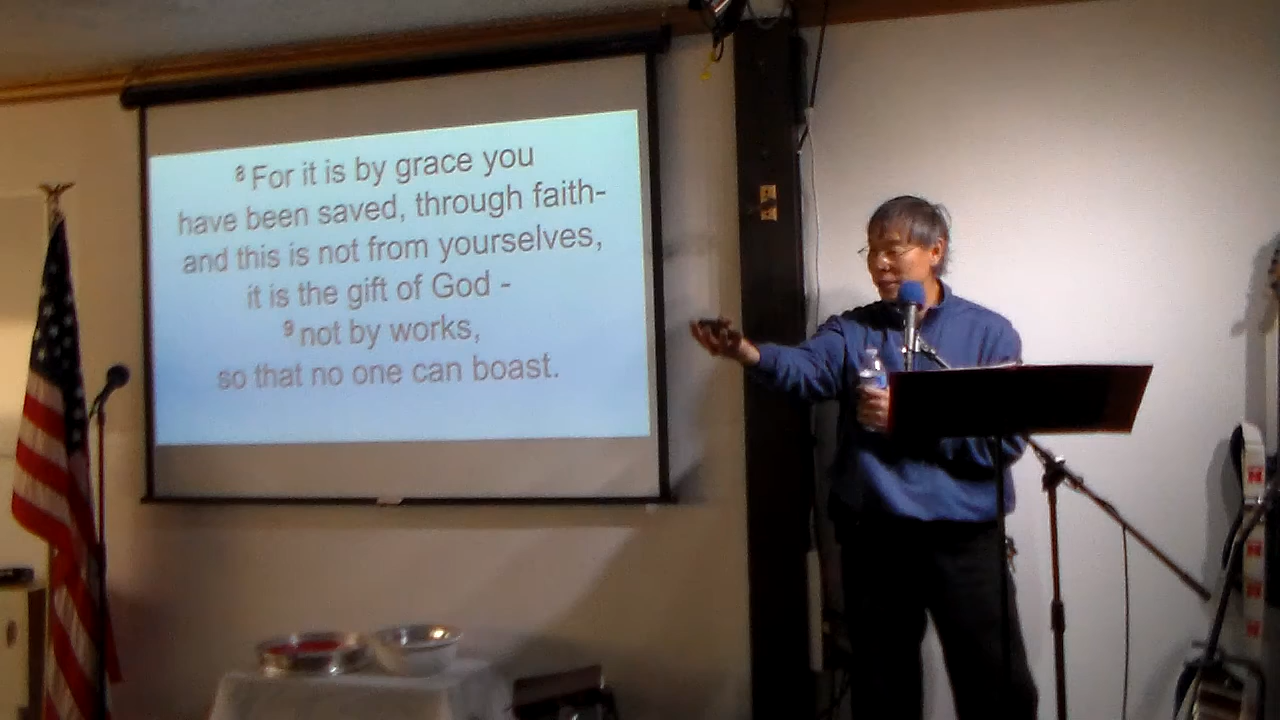 8 For it is by grace you
have been saved, through faith-
and this is not from yourselves,
it is the gift of God -
9 not by works,
so that no one can boast.